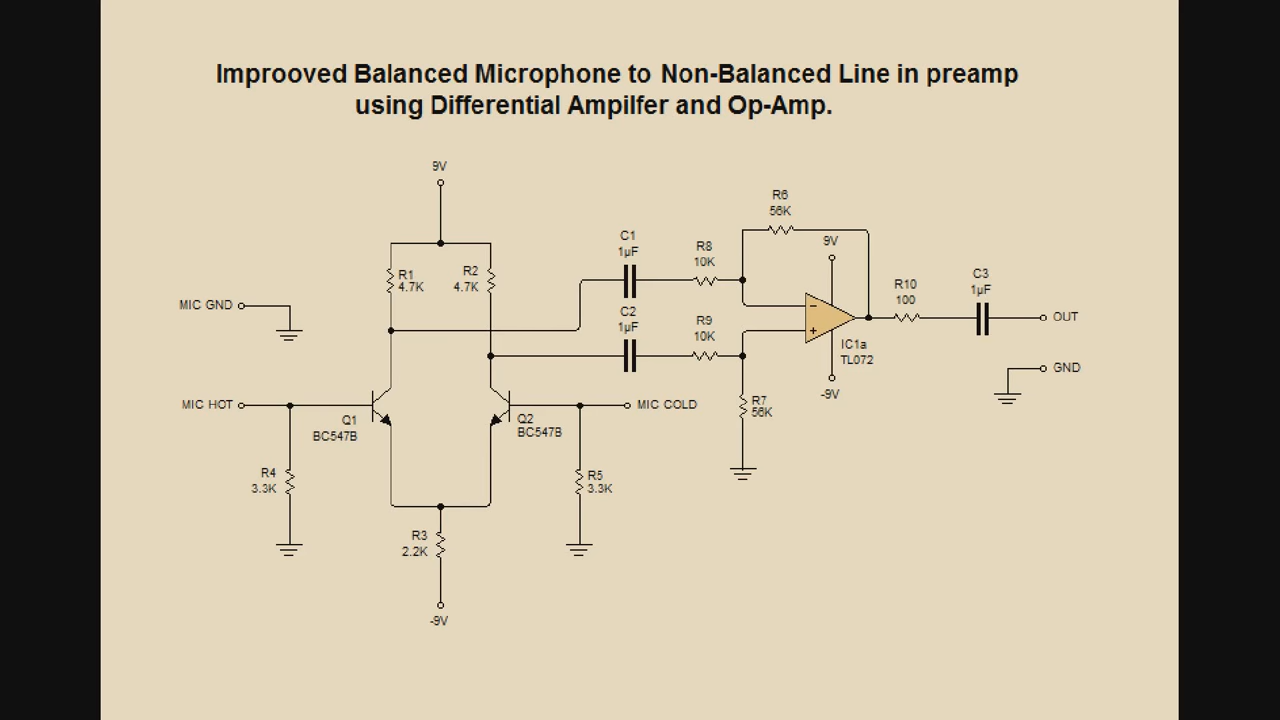 Improoved Balanced Microphone to Non-Balanced Line in preamp
using Differential Ampilfer and Op-Amp.
9V
R6
56K
C1
1µF
R8
10K
9V
R1
4.7K
R2
4.7K
MIC GND
C2
1µF
R9
10K
−
+
R10
100
C3
1µF
OUT
IC1a
TL072
GND
-9V
MIC HOT
Q1
BC547B
Q2
BC547B
MIC COLD
R7
56K
R4
3.3K
R5
3.3K
R3
2.2K
-9V